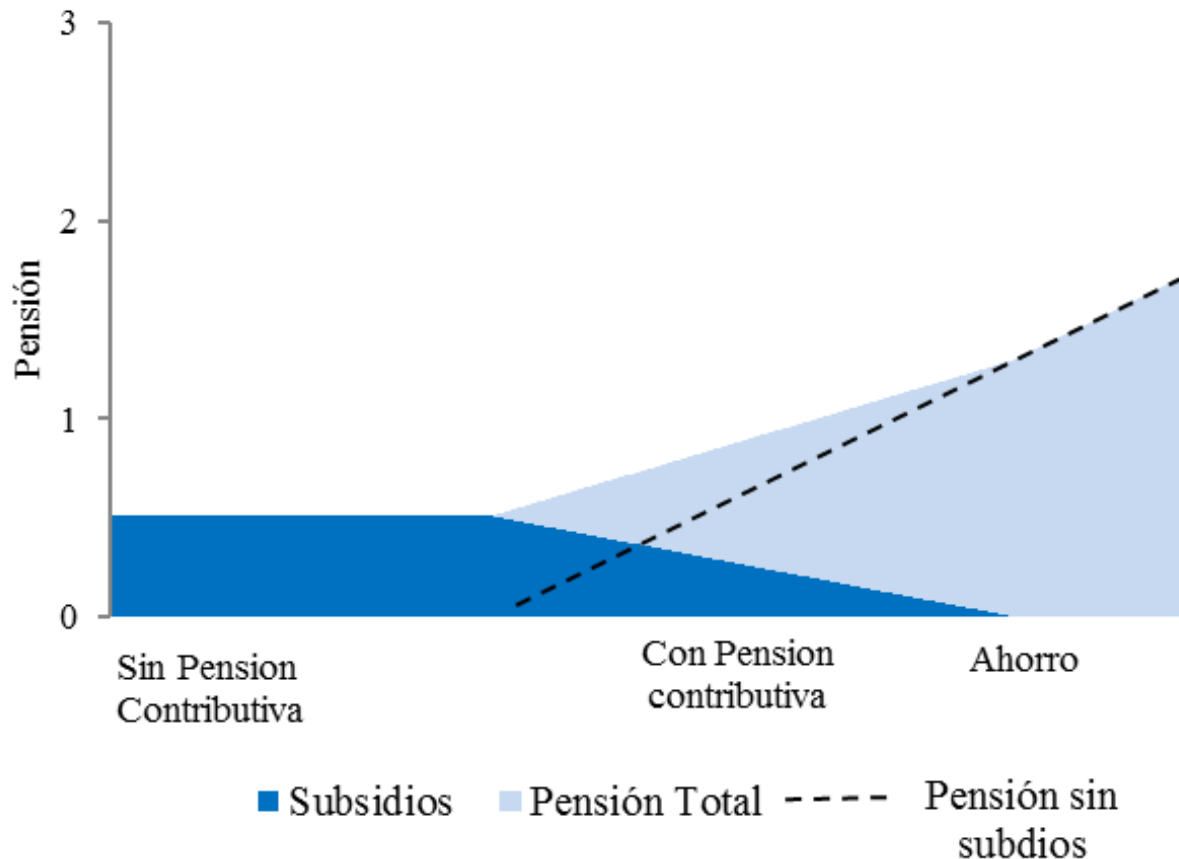 3
2
Pensión
1
0
Sin Pension
Contributiva
Con Pension
contributiva
Ahorro
Subsidios
Pensión Total
Pensión sin
subdios